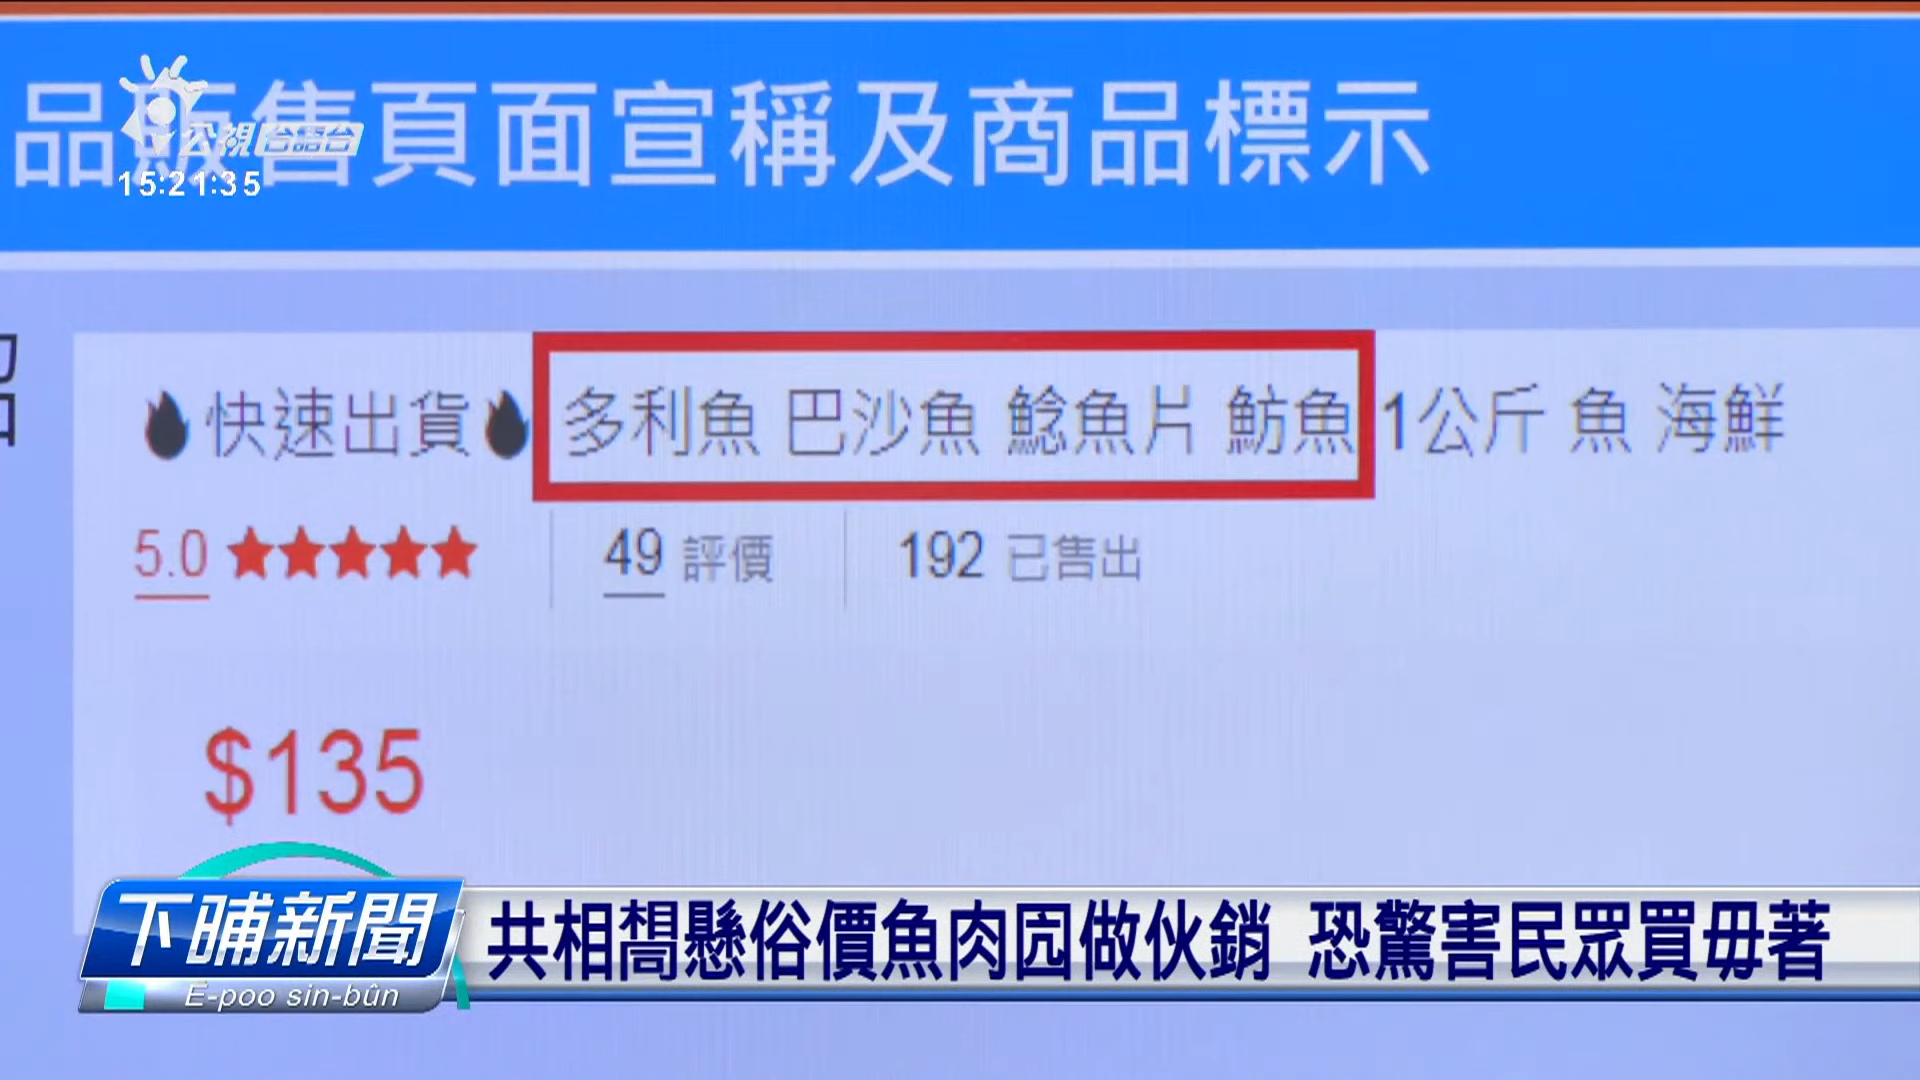 品販售頁面宣稱及商品標示
公視台語台
15:21:35
快速出貨 多利魚 巴沙魚 鯰魚片 魴魚 1公斤 魚 海鮮
5.0 ★★★★★ 49 評價 192 已售出
$135
下晡新聞
E-poo sin-bûn
共相𫝛懸俗價魚肉囥做伙銷 恐驚害民眾買毋著